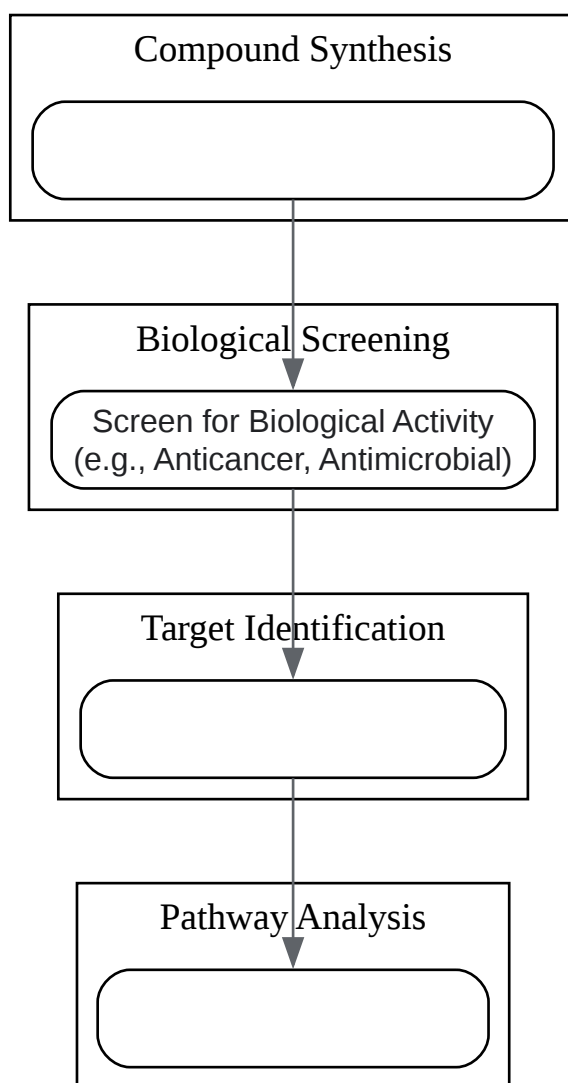 Compound Synthesis
Biological Screening
Screen for Biological Activity
(e.g., Anticancer, Antimicrobial)
Target Identification
Pathway Analysis